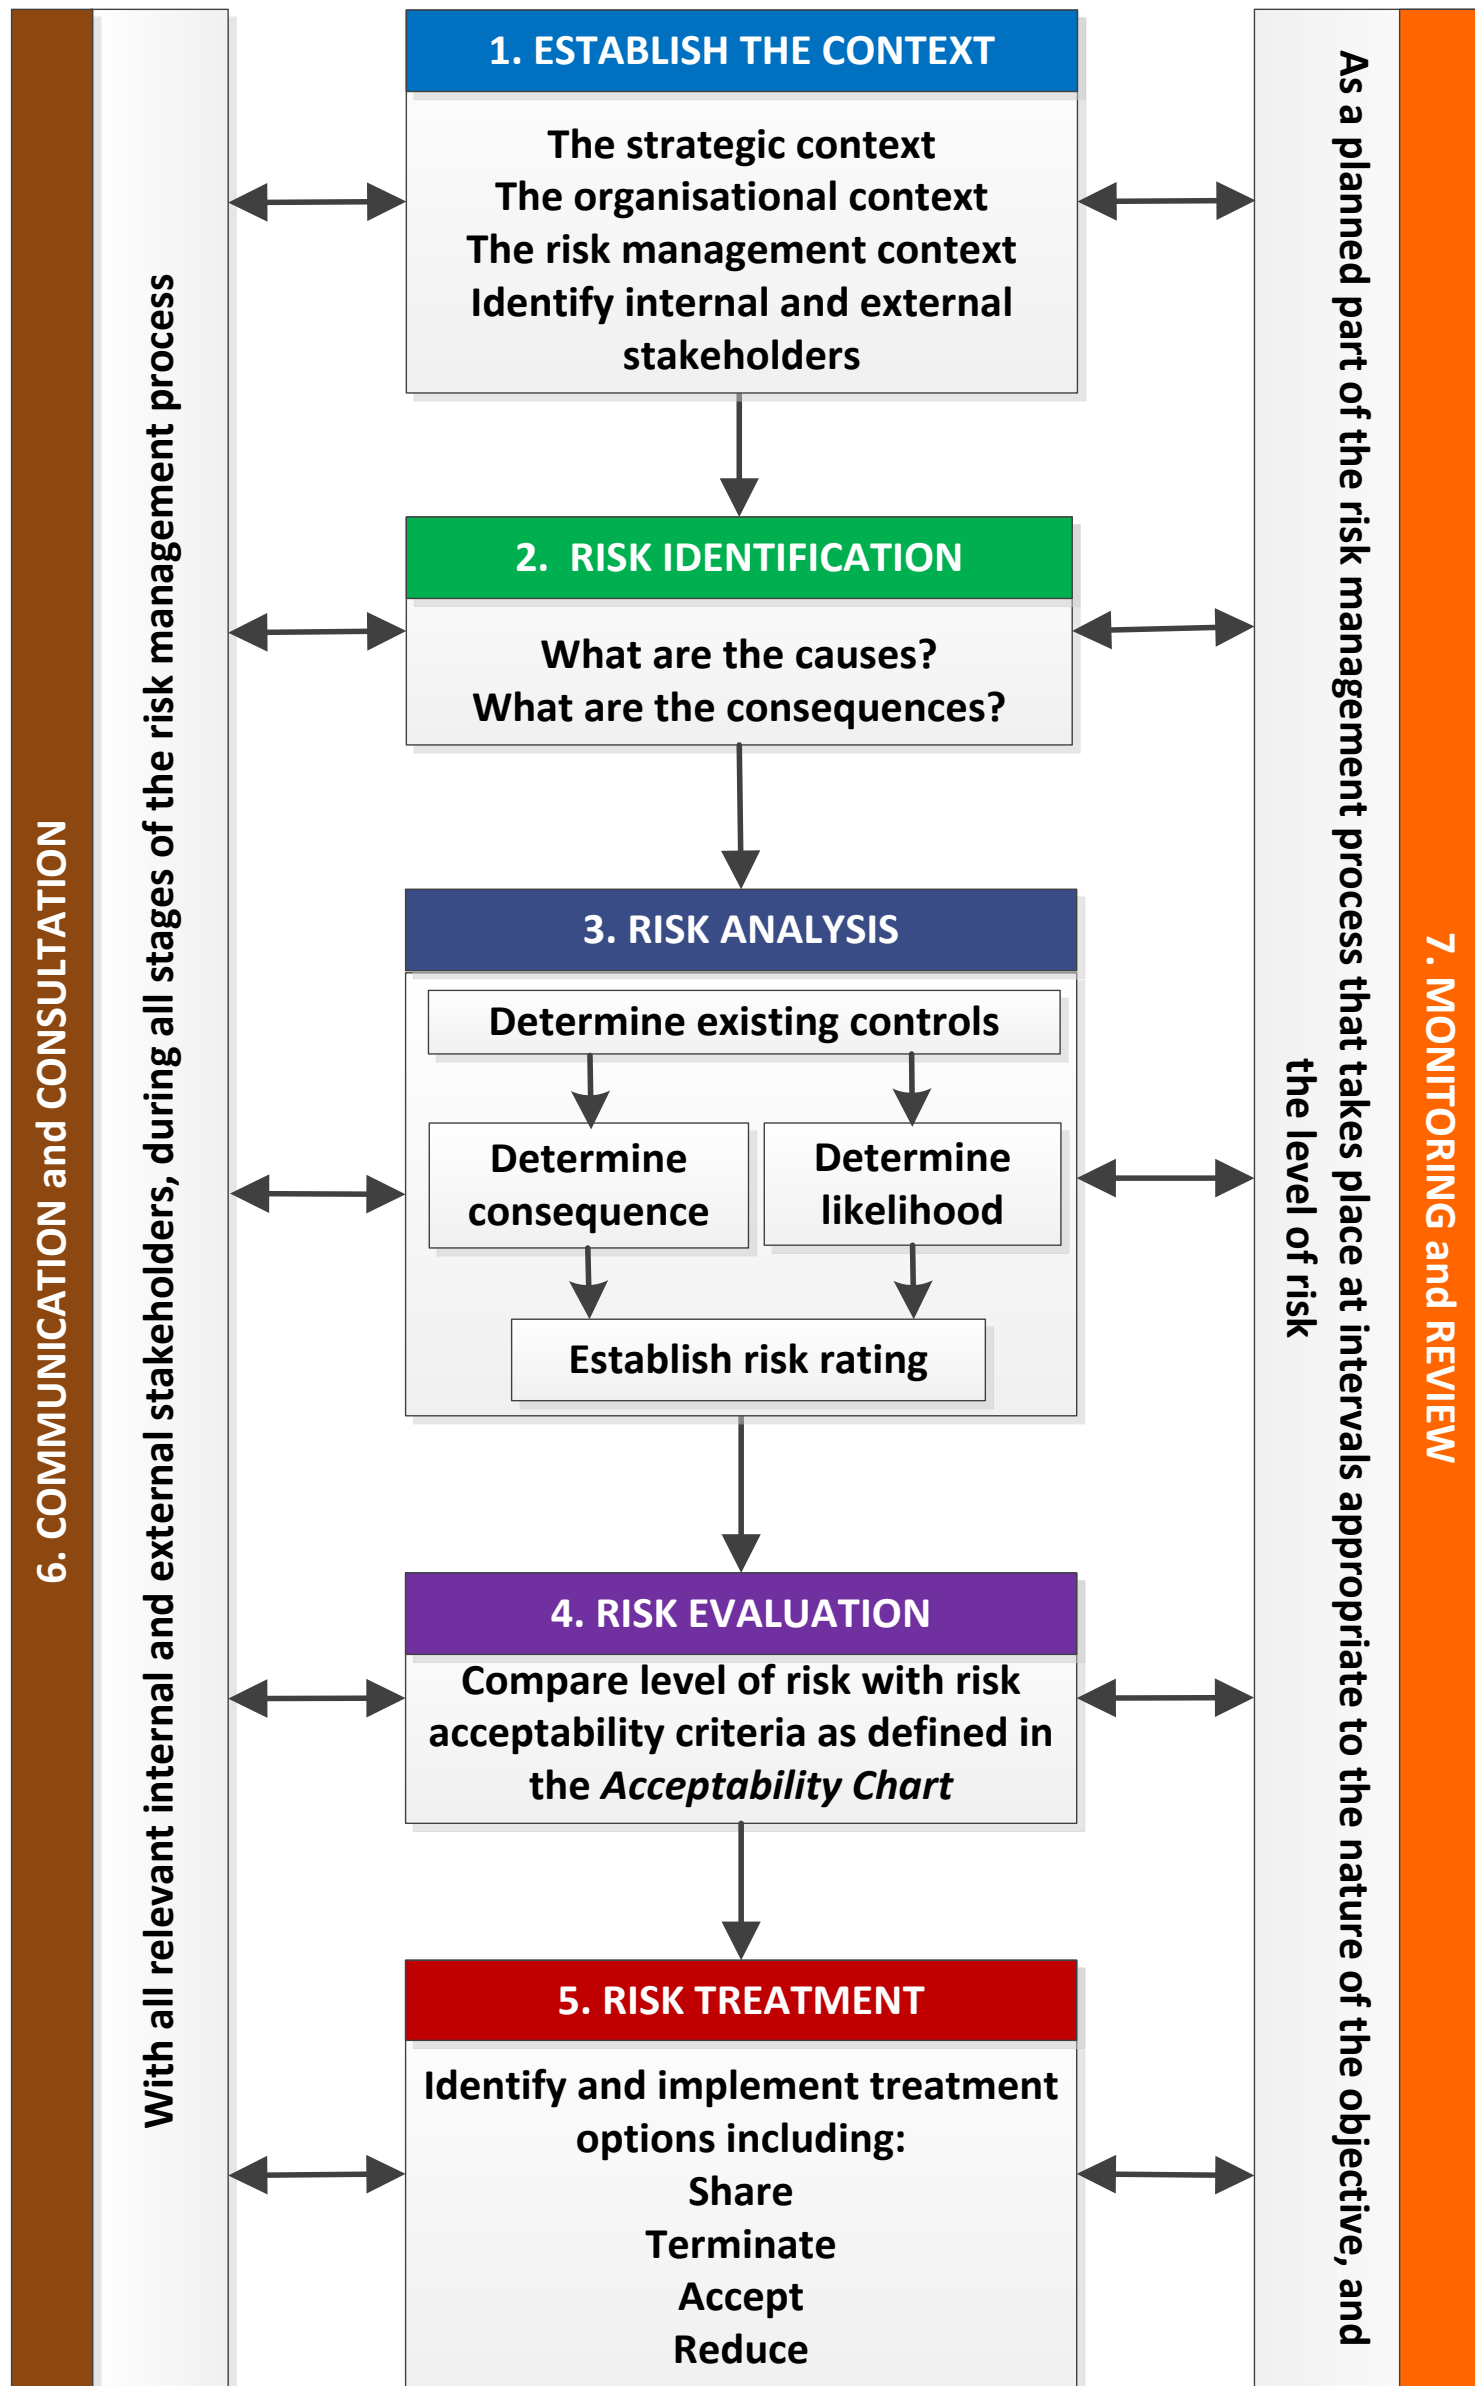 6. COMMUNICATION and CONSULTATION
With all relevant internal and external stakeholders, during all stages of the risk management process
1. ESTABLISH THE CONTEXT
The strategic context
The organisational context
The risk management context
Identify internal and external
stakeholders
2. RISK IDENTIFICATION
What are the causes?
What are the consequences?
3. RISK ANALYSIS
Determine existing controls
Determine
consequence
Determine
likelihood
Establish risk rating
4. RISK EVALUATION
Compare level of risk with risk
acceptability criteria as defined in
the Acceptability Chart
5. RISK TREATMENT
Identify and implement treatment
options including:
Share
Terminate
Accept
Reduce
As a planned part of the risk management process that takes place at intervals appropriate to the nature of the objective, and
the level of risk
7. MONITORING and REVIEW